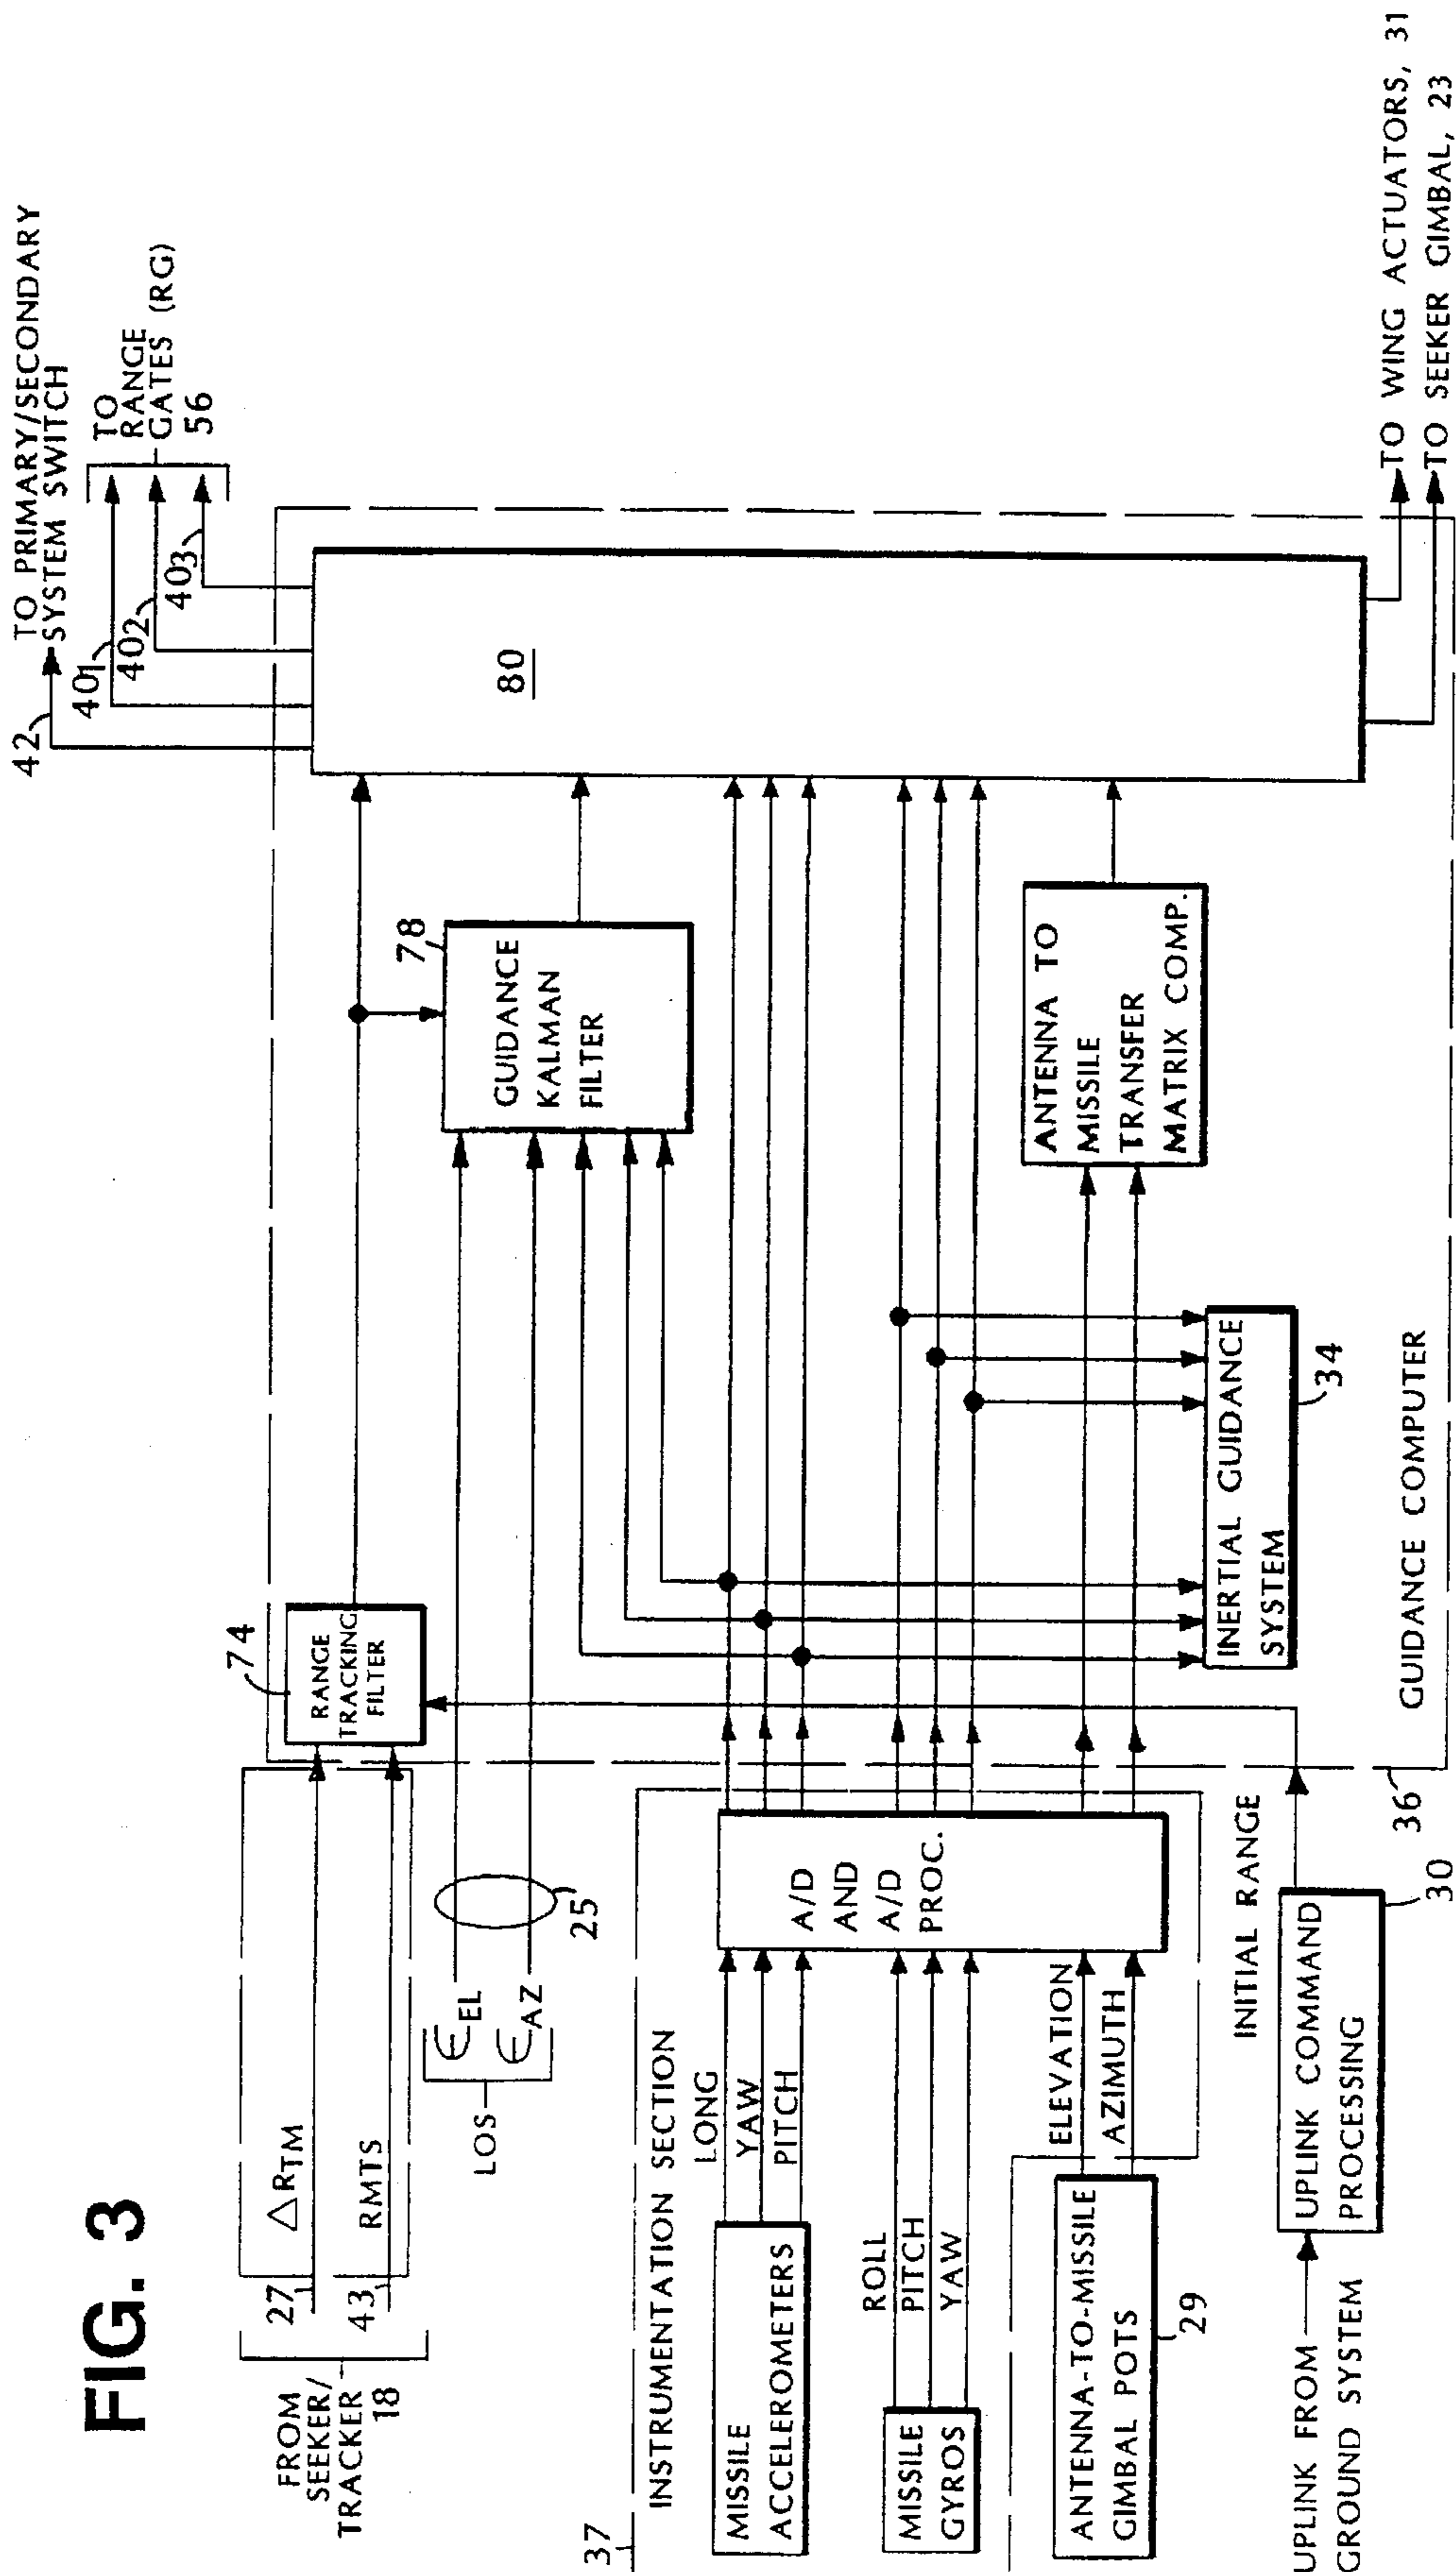 FIG. 3
FROM
SEEKER/
TRACKER
18
27
△RTM
43
RMTS
LOS
ЄEL
ЄAZ
25
74
RANGE
TRACKING
FILTER
78
GUIDANCE
KALMAN
FILTER
42
TO PRIMARY/SECONDARY
SYSTEM SWITCH
401
402
403
TO
RANGE
GATES (RG)
56
80
37
INSTRUMENTATION SECTION
MISSILE
ACCELEROMETERS
LONG
YAW
PITCH
MISSILE
GYROS
ROLL
PITCH
YAW
ANTENNA-TO-MISSILE
GIMBAL POTS
29
ELEVATION
AZIMUTH
A/D
AND
A/D
PROC.
ANTENNA TO
MISSILE
TRANSFER
MATRIX COMP.
INERTIAL GUIDANCE
SYSTEM
34
UPLINK FROM
GROUND SYSTEM
UPLINK COMMAND
PROCESSING
30
INITIAL RANGE
36
GUIDANCE COMPUTER
TO WING ACTUATORS, 31
TO SEEKER GIMBAL, 23